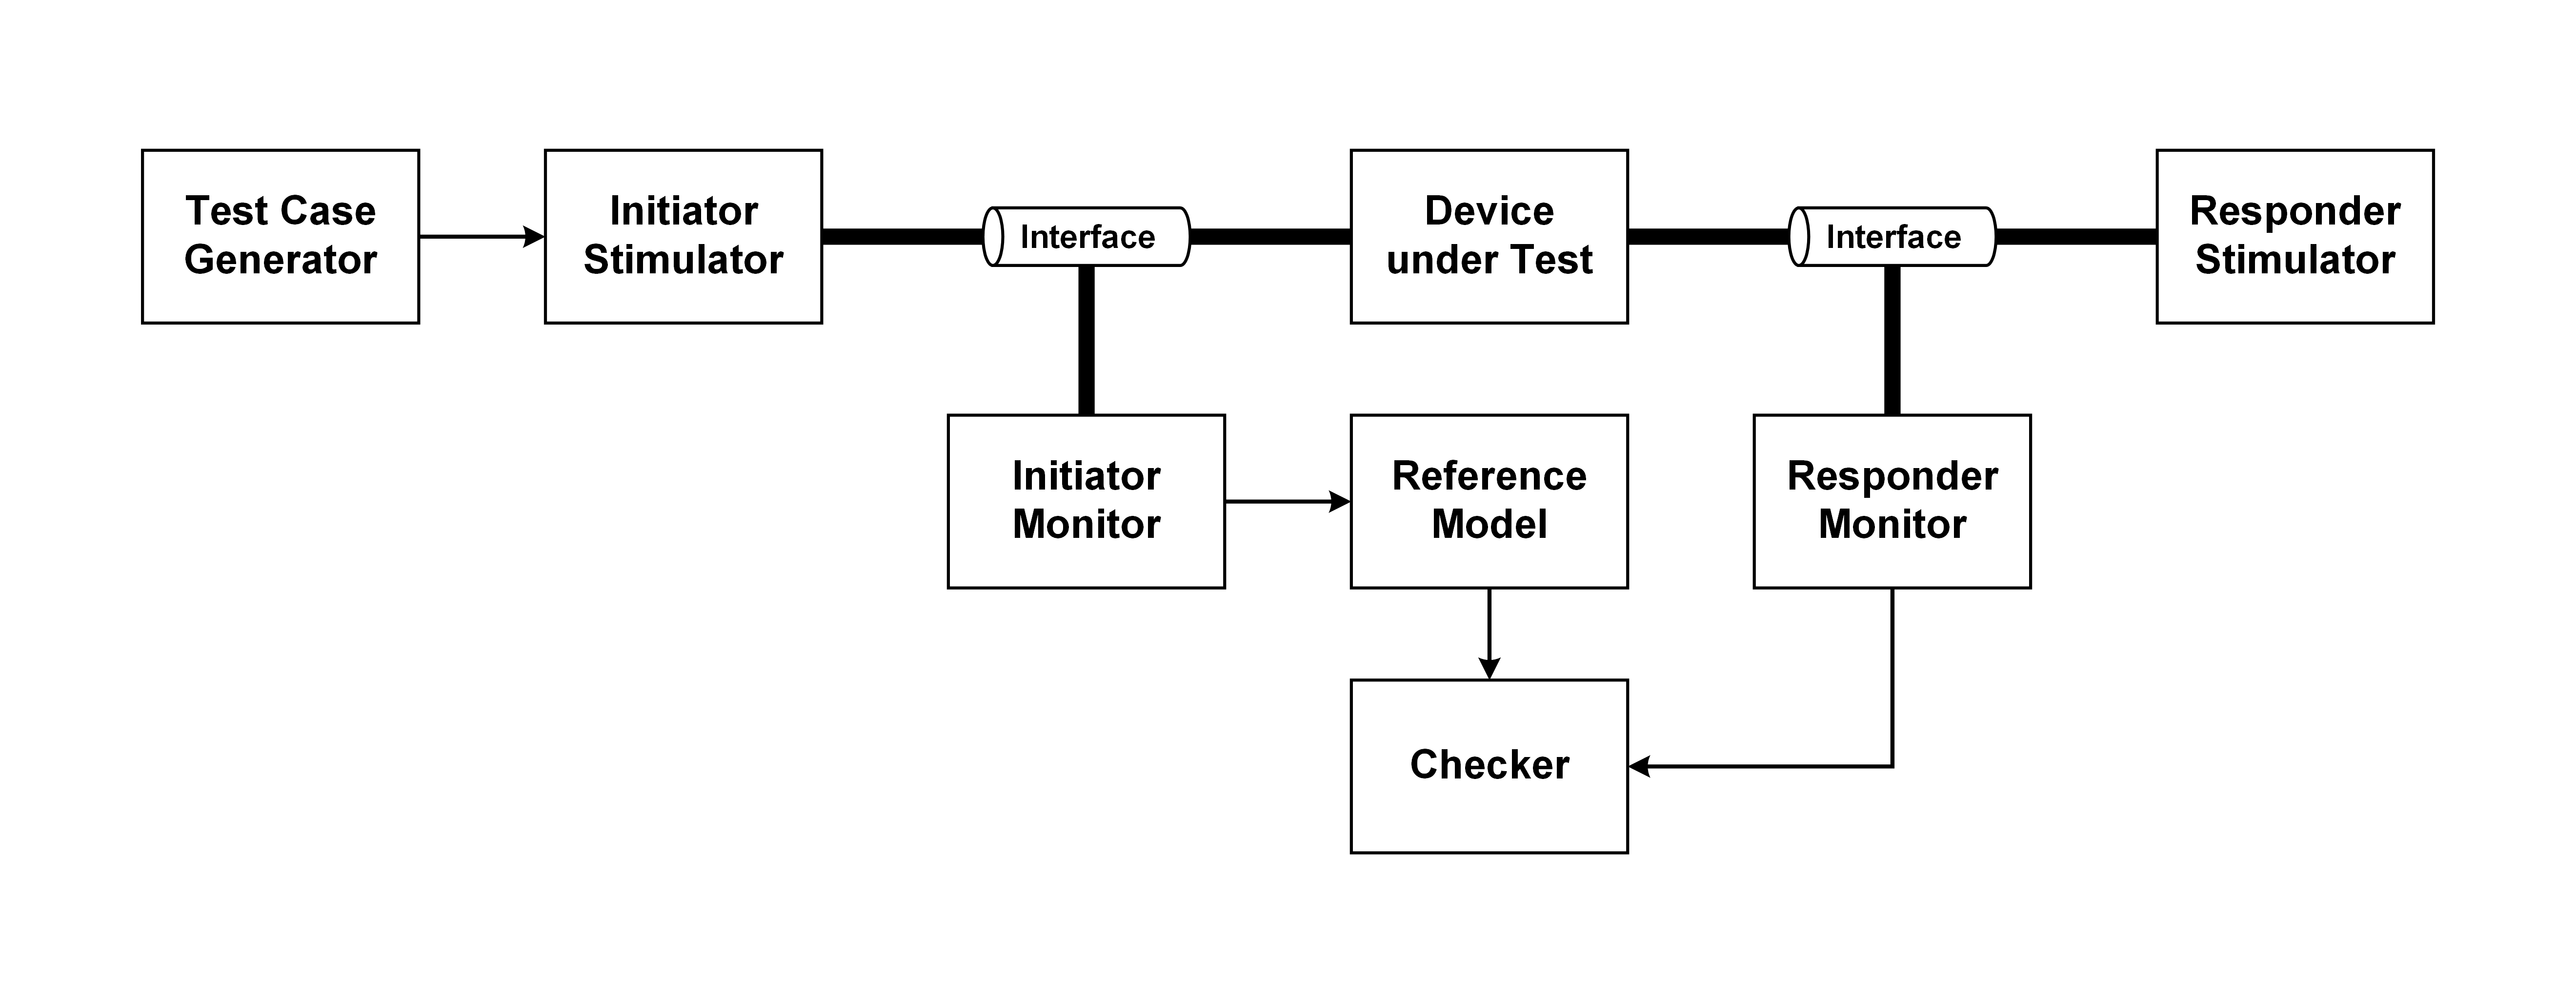 Test Case
Generator
Initiator
Stimulator
Interface
Device
under Test
Interface
Responder
Stimulator
Initiator
Monitor
Reference
Model
Responder
Monitor
Checker